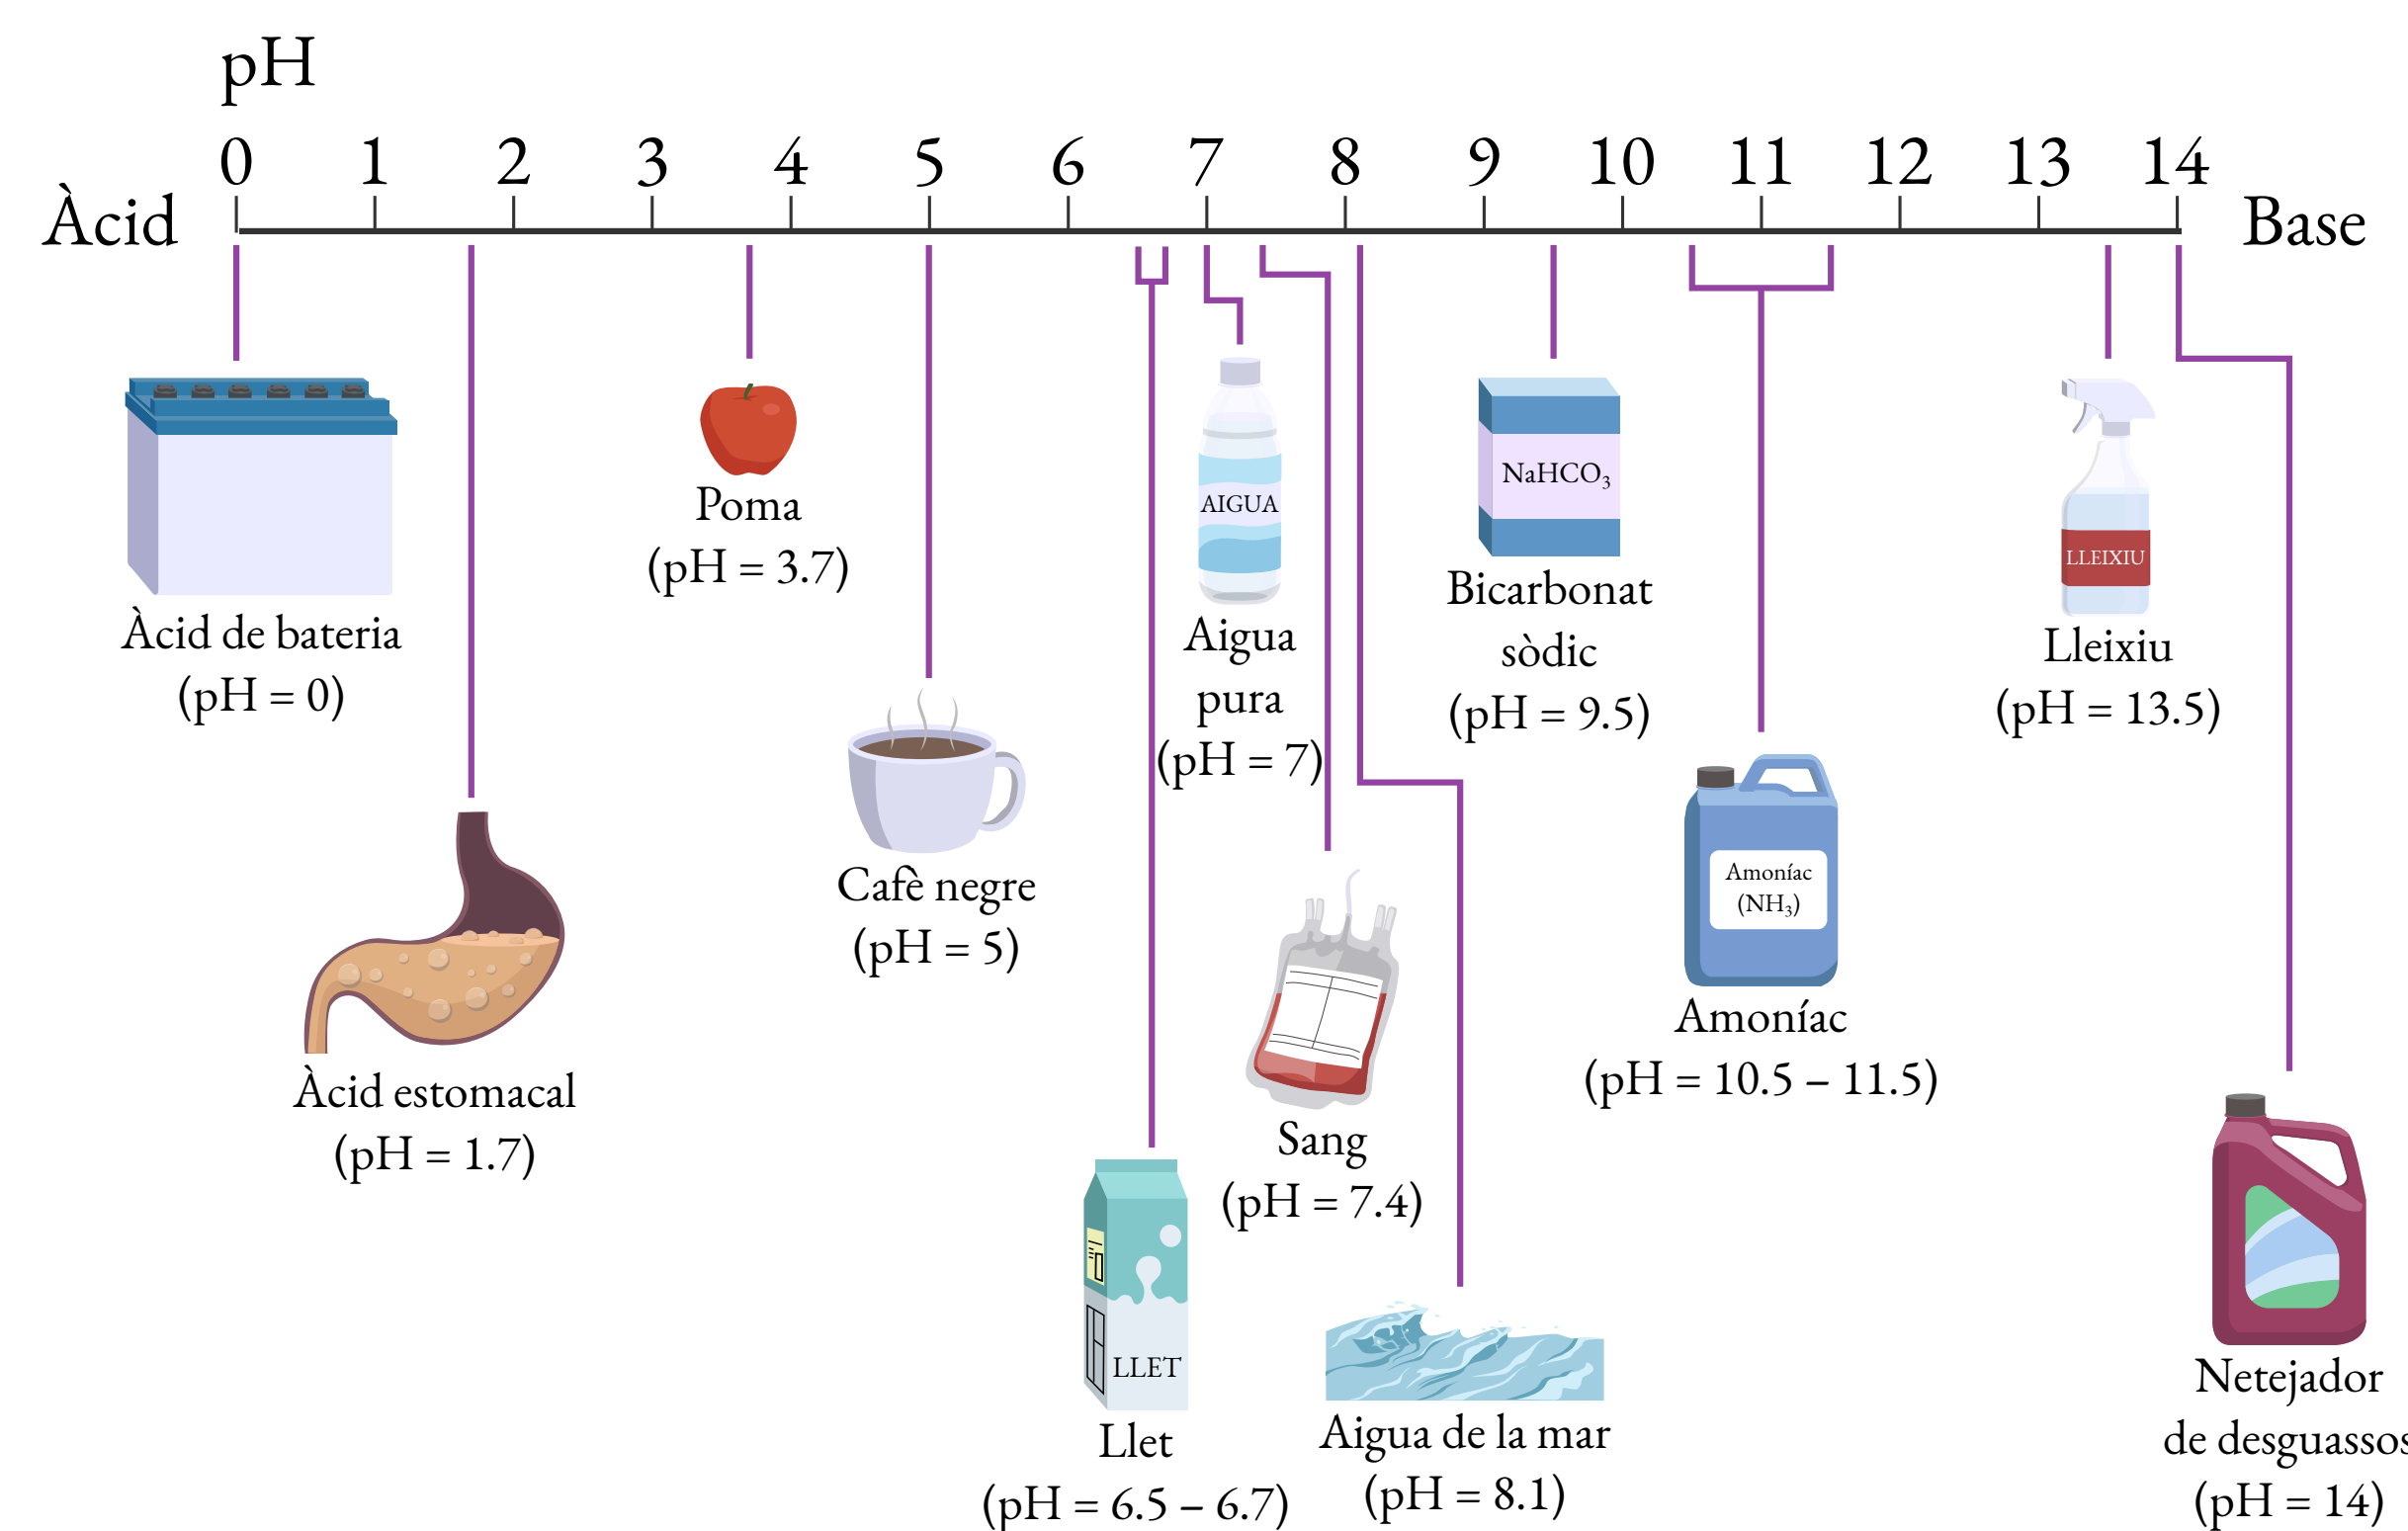 pH
0 1 2 3 4 5 6 7 8 9 10 11 12 13 14
Àcid
Base
Àcid de bateria
(pH = 0)
Àcid estomacal
(pH = 1.7)
Poma
(pH = 3.7)
Cafè negre
(pH = 5)
LLET
Llet
(pH = 6.5 – 6.7)
AIGUA
Aigua
pura
(pH = 7)
Sang
(pH = 7.4)
Aigua de la mar
(pH = 8.1)
NaHCO₃
Bicarbonat
sòdic
(pH = 9.5)
Amoníac
(NH₃)
Amoníac
(pH = 10.5 – 11.5)
LLEIXIU
Lleixiu
(pH = 13.5)
Netejador
de desguassos
(pH = 14)